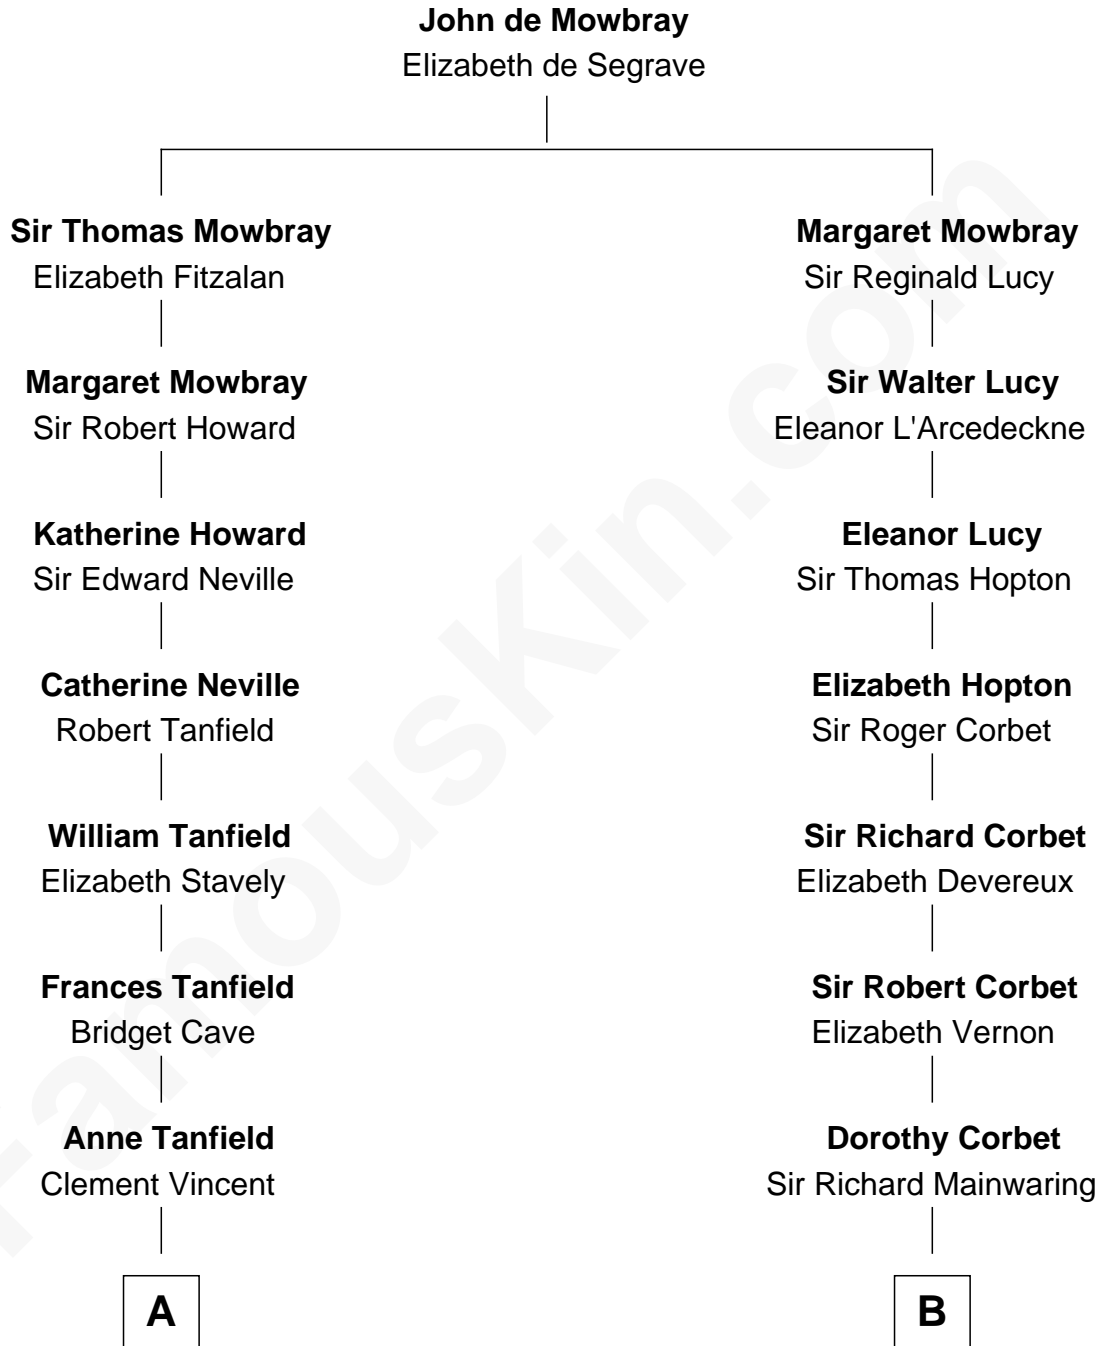 John de Mowbray
Elizabeth de Segrave
Sir Thomas Mowbray
Elizabeth Fitzalan
Margaret Mowbray
Sir Reginald Lucy
Margaret Mowbray
Sir Robert Howard
Sir Walter Lucy
Eleanor L'Arcedeckne
Katherine Howard
Sir Edward Neville
Eleanor Lucy
Sir Thomas Hopton
Catherine Neville
Robert Tanfield
Elizabeth Hopton
Sir Roger Corbet
William Tanfield
Elizabeth Stavely
Sir Richard Corbet
Elizabeth Devereux
Frances Tanfield
Bridget Cave
Sir Robert Corbet
Elizabeth Vernon
Anne Tanfield
Clement Vincent
Dorothy Corbet
Sir Richard Mainwaring
A
B
FamousKin.com